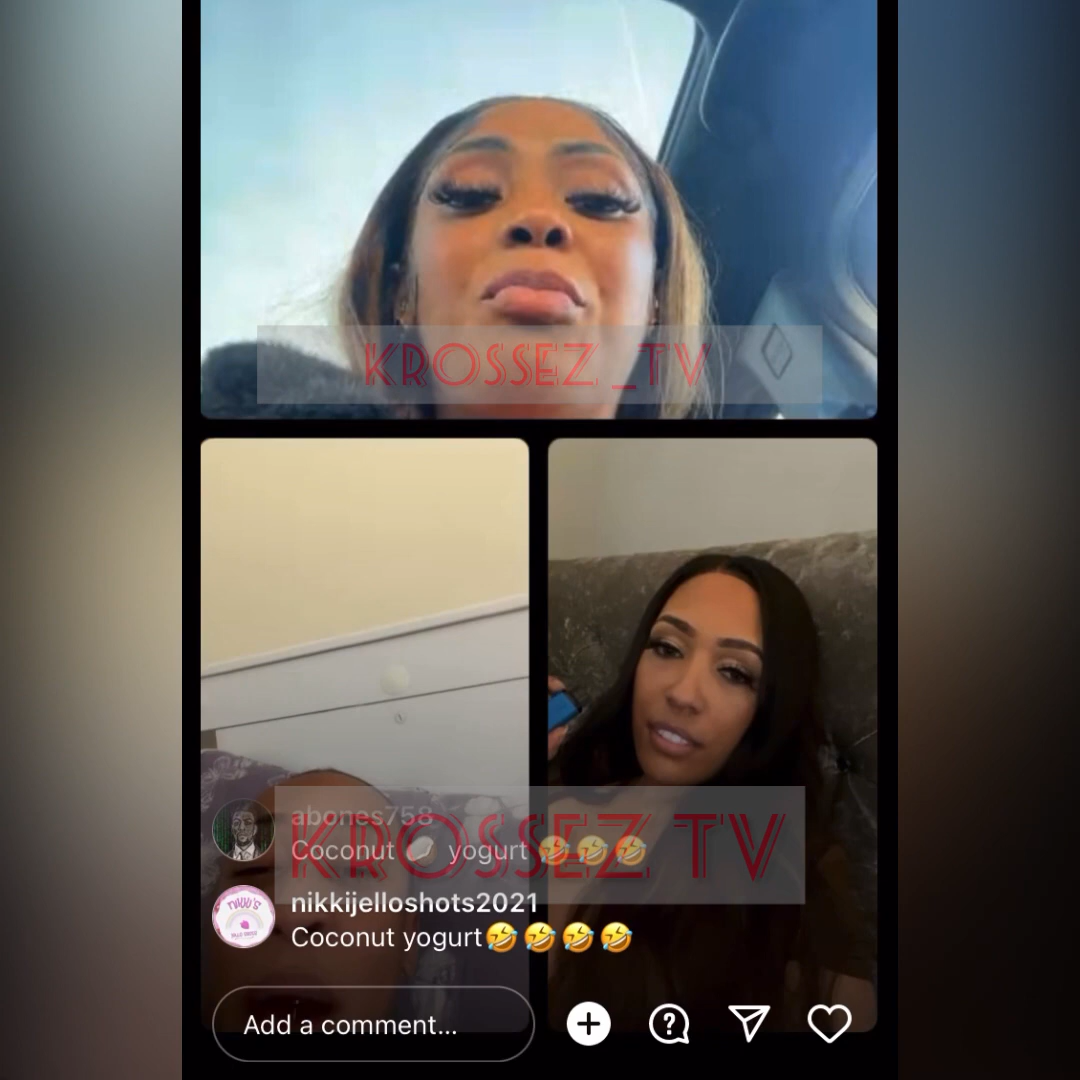 KROSSEZ_TV
abones758
Coconut 🥥 yogurt 🤣🤣🤣
KROSSEZ TV
nikkijelloshots2021
Coconut yogurt🤣🤣🤣🤣
Add a comment...